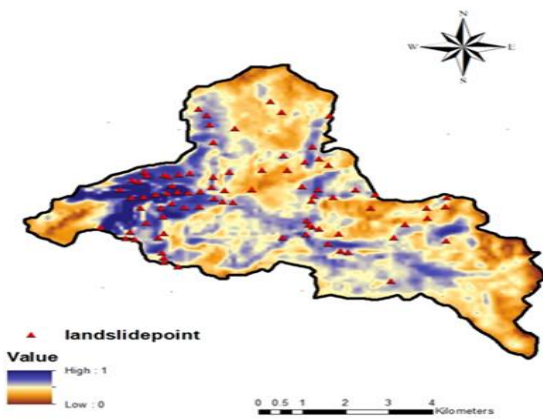 N
W
E
S
landslidepoint
Value
High : 1
Low : 0
0 0.5 1 2 3 4
Kilometers